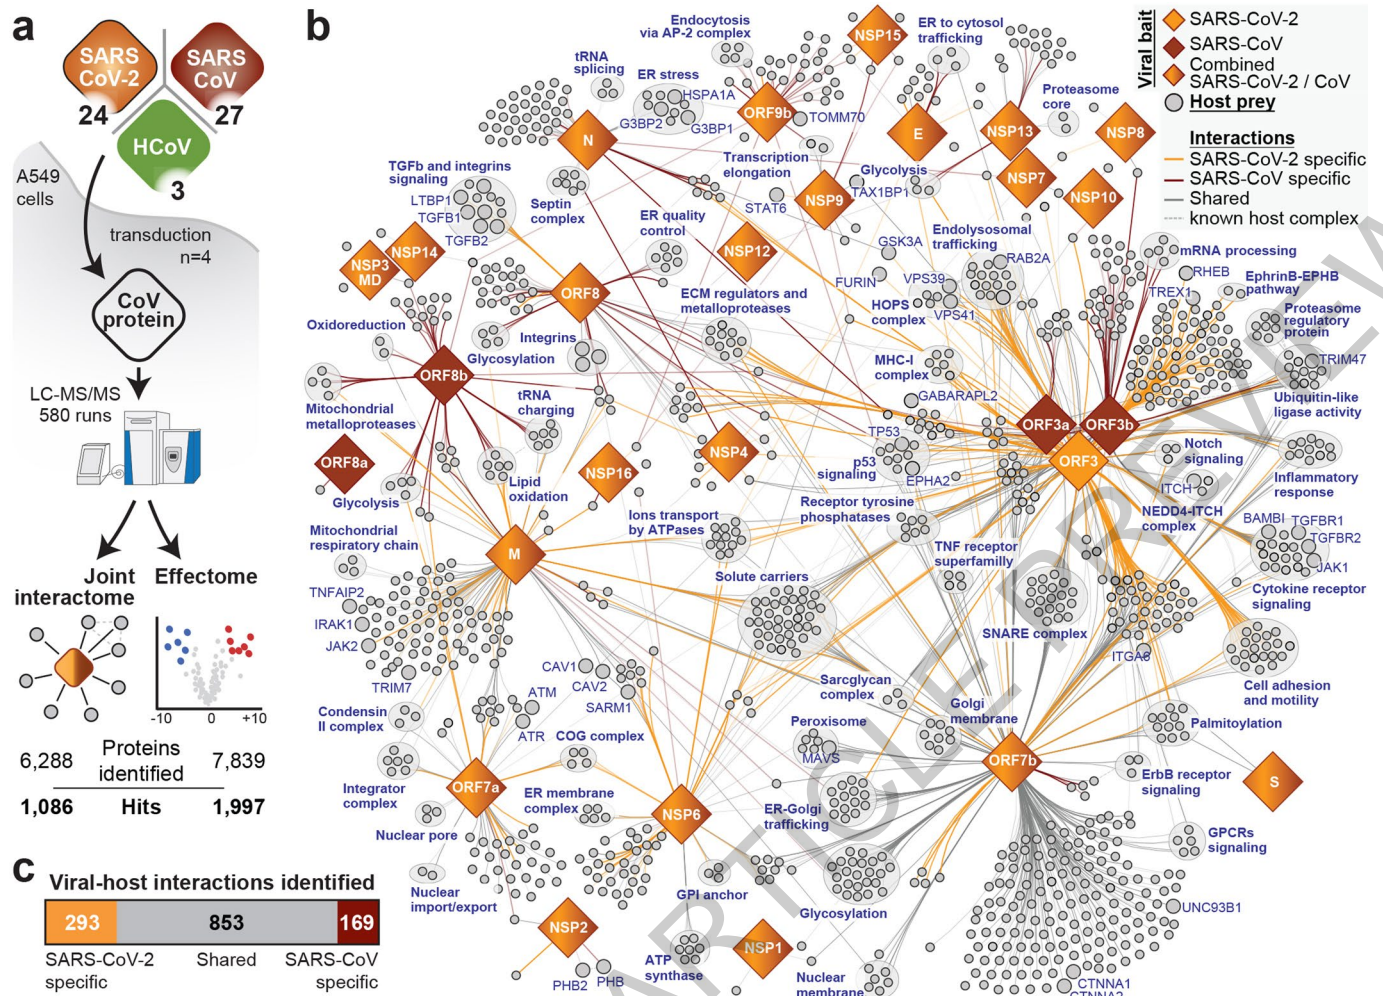 a
SARS
CoV-2
24
SARS
CoV
27
HCoV
3
A549
cells
transduction
n=4
CoV
protein
LC-MS/MS
580 runs
Joint
interactome
Effectome
-10
0
+10
6,288
Proteins
identified
7,839
1,086
Hits
1,997
b
Viral bait
SARS-CoV-2
SARS-CoV
Combined
SARS-CoV-2 / CoV
Host prey
Interactions
SARS-CoV-2 specific
SARS-CoV specific
Shared
known host complex
Endocytosis
via AP-2 complex
NSP15
ER to cytosol
trafficking
tRNA
splicing
ER stress
HSPA1A
G3BP2
G3BP1
ORF9b
TOMM70
N
E
NSP13
Proteasome
core
NSP8
NSP7
NSP10
Transcription
elongation
Glycolysis
TAX1BP1
NSP9
STAT6
TGFb and integrins
signaling
LTBP1
TGFB1
TGFB2
Septin
complex
ER quality
control
NSP12
GSK3A
FURIN
Endolysosomal
trafficking
RAB2A
VPS39
VPS41
HOPS
complex
mRNA processing
RHEB
TREX1
EphrinB-EPHB
pathway
Proteasome
regulatory
protein
TRIM47
Ubiquitin-like
ligase activity
NSP14
NSP3
MD
ORF8
ECM regulators and
metalloproteases
Oxidoreduction
Glycosylation
Integrins
ORF8b
Mitochondrial
metalloproteases
tRNA
charging
MHC-I
complex
GABARAPL2
TP53
p53
signaling
EPHA2
ORF3a
ORF3b
ORF3
Notch
signaling
ITCH
NEDD4-ITCH
complex
Inflammatory
response
ORF8a
Glycolysis
Lipid
oxidation
NSP16
NSP4
Ions transport
by ATPases
Receptor tyrosine
phosphatases
TNF receptor
superfamilly
BAMBI
TGFBR1
TGFBR2
JAK1
Cytokine receptor
signaling
Mitochondrial
respiratory chain
M
Solute carriers
SNARE complex
ITGA6
TNFAIP2
IRAK1
JAK2
TRIM7
CAV1
CAV2
SARM1
ATM
ATR
Cell adhesion
and motility
Sarcglycan
complex
Golgi
membrane
Palmitoylation
Condensin
II complex
COG complex
Peroxisome
MAVS
ORF7b
ErbB receptor
signaling
S
Integrator
complex
ORF7a
ER membrane
complex
NSP6
ER-Golgi
trafficking
GPCRs
signaling
Nuclear pore
Nuclear
import/export
GPI anchor
Glycosylation
UNC93B1
NSP2
PHB2
PHB
ATP
synthase
NSP1
Nuclear
membrane
CTNNA1
CTNNA2
c
Viral-host interactions identified
293
853
169
SARS-CoV-2
specific
Shared
SARS-CoV
specific
ARTICLE PREVIEW